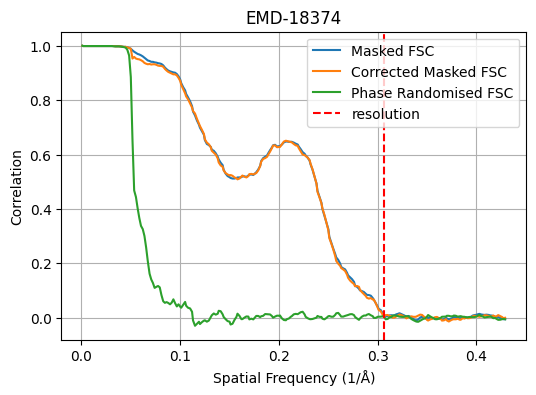 EMD-18374
1.0
0.8
0.6
0.4
0.2
0.0
Correlation
Masked FSC
Corrected Masked FSC
Phase Randomised FSC
resolution
0.0 0.1 0.2 0.3 0.4
Spatial Frequency (1/Å)